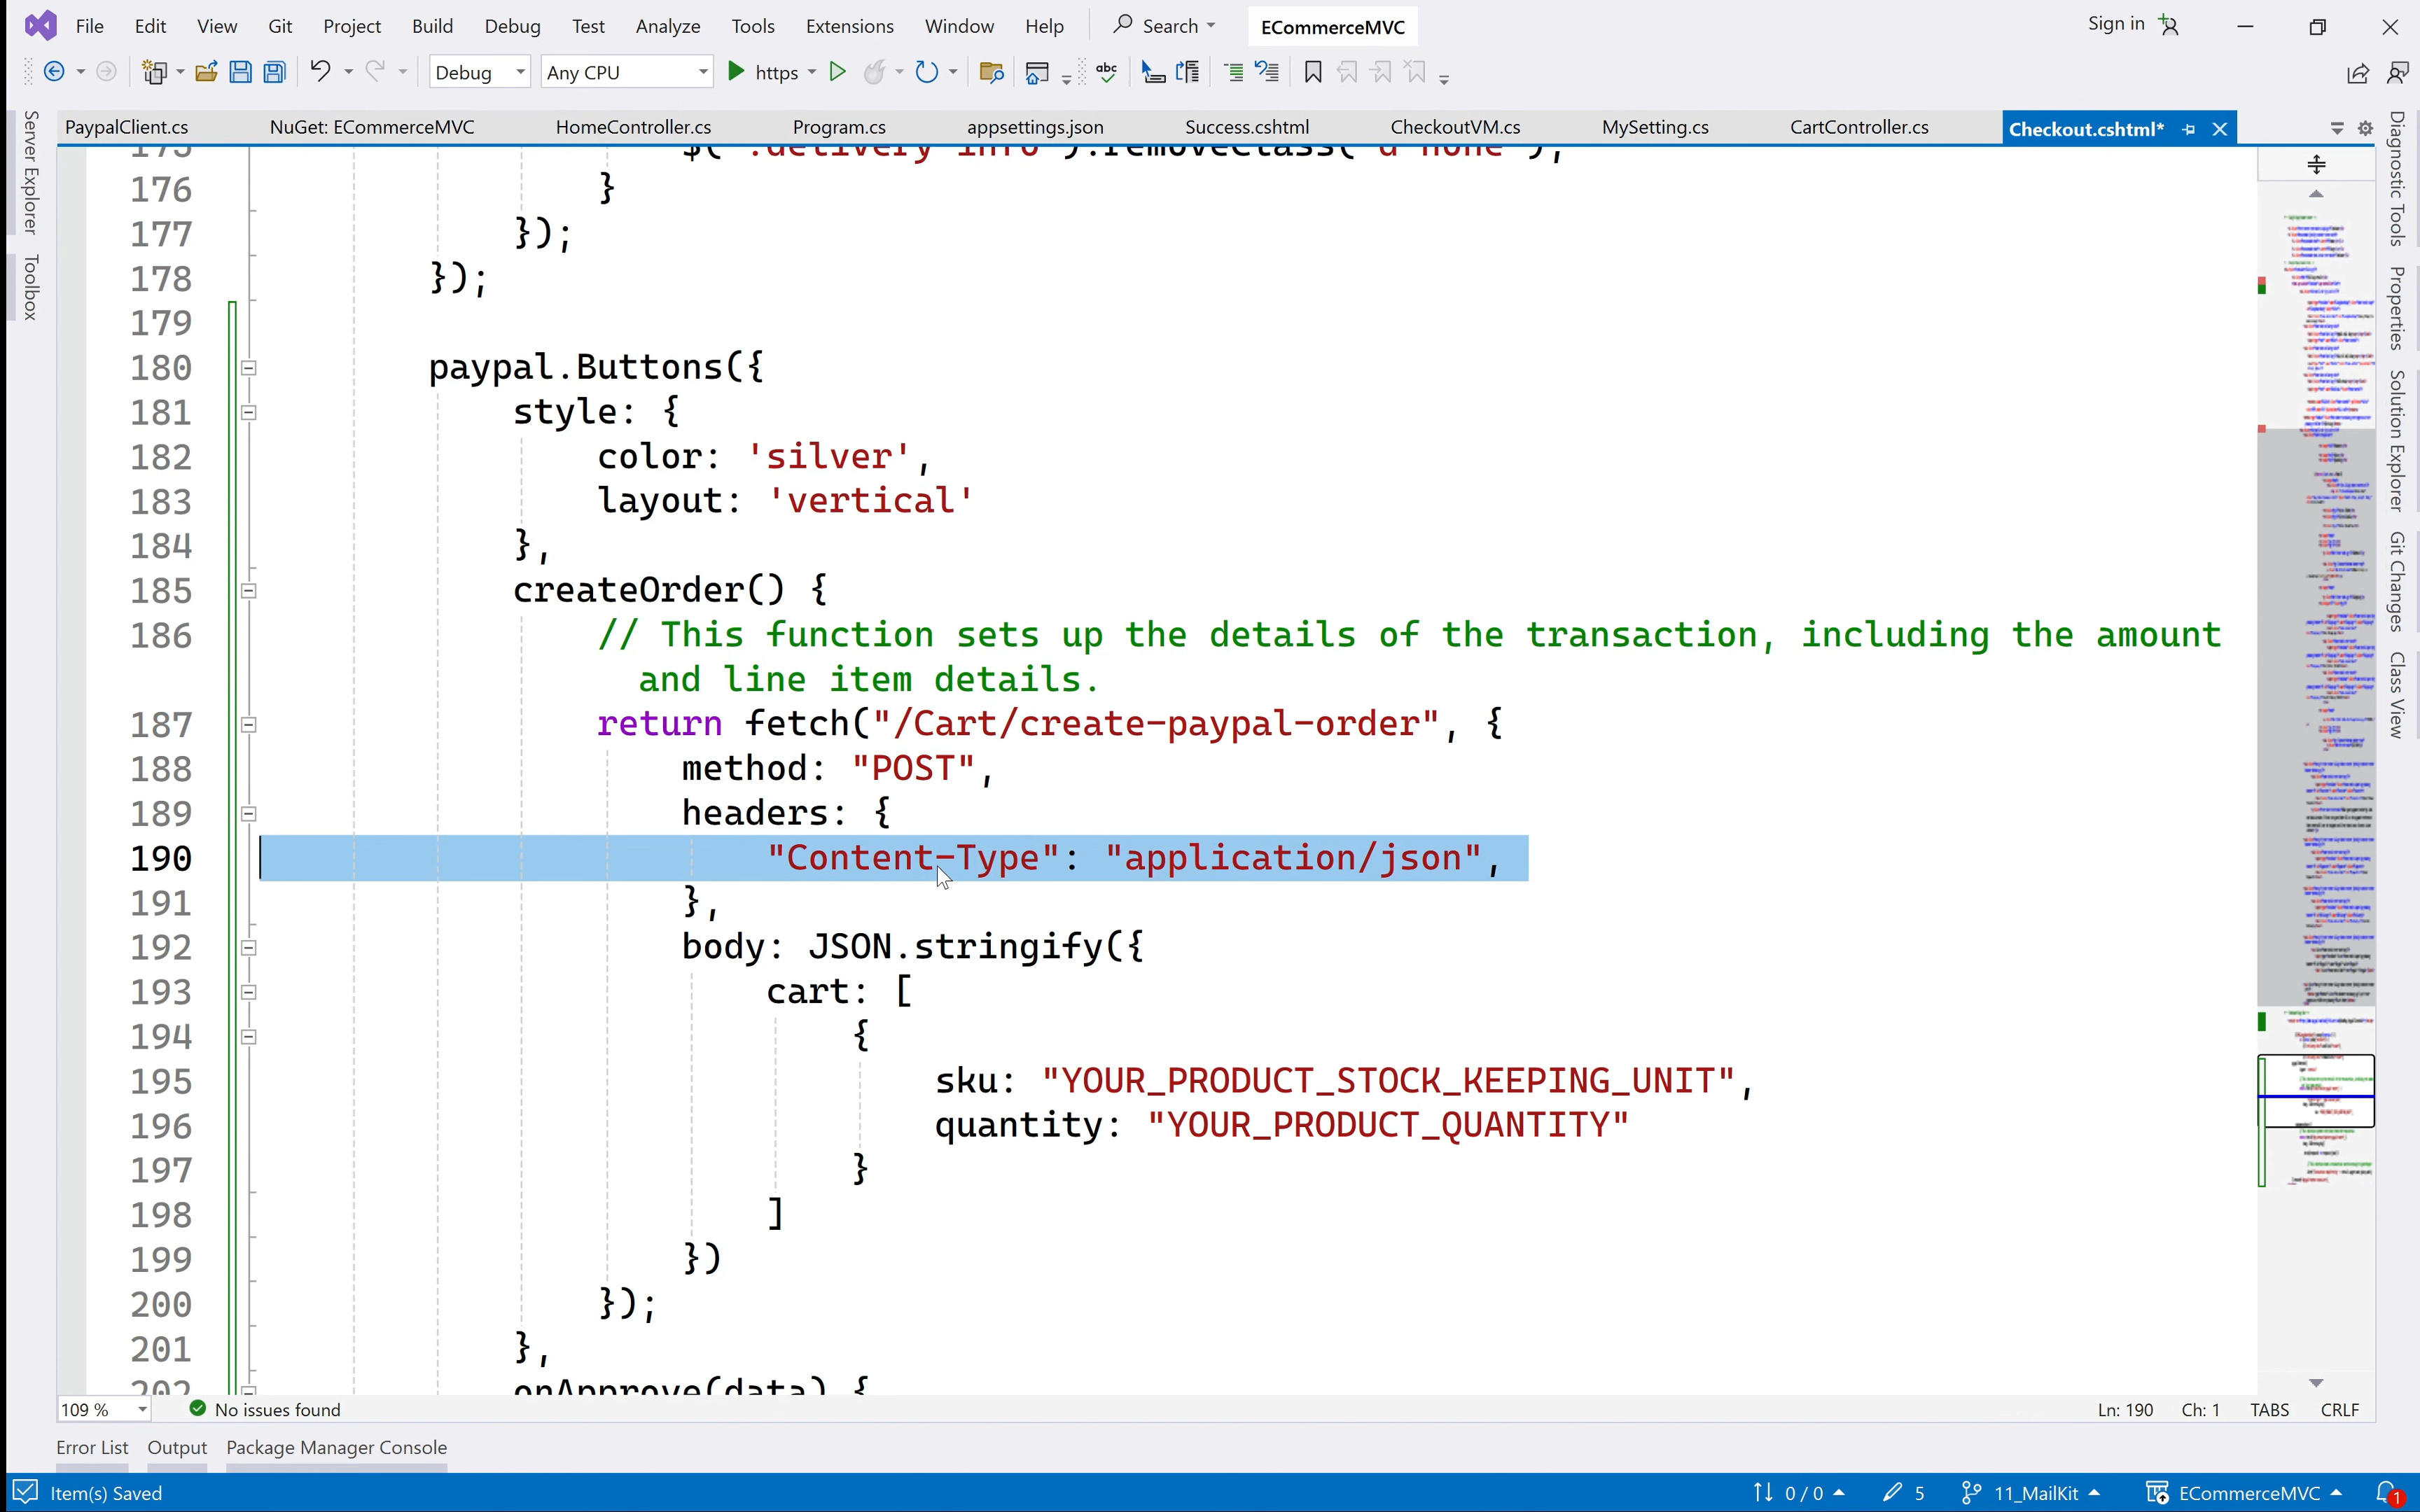 File Edit View Git Project Build Debug Test Analyze Tools Extensions Window Help Search ECommerceMVC Sign in
Debug Any CPU https abc
PaypalClient.cs NuGet: ECommerceMVC HomeController.cs Program.cs appsettings.json Success.cshtml CheckoutVM.cs MySetting.cs CartController.cs Checkout.cshtml*
Server Explorer
Toolbox
176 }
177 });
178 });
179
180 paypal.Buttons({
181 style: {
182 color: 'silver',
183 layout: 'vertical'
184 },
185 createOrder() {
186 // This function sets up the details of the transaction, including the amount
and line item details.
187 return fetch("/Cart/create-paypal-order", {
188 method: "POST",
189 headers: {
190 "Content-Type": "application/json",
191 },
192 body: JSON.stringify({
193 cart: [
194 {
195 sku: "YOUR_PRODUCT_STOCK_KEEPING_UNIT",
196 quantity: "YOUR_PRODUCT_QUANTITY"
197 }
198 ]
199 })
200 });
201 },
202 onApprove(data) {
Diagnostic Tools
Properties
Solution Explorer
Git Changes
Class View
109 % No issues found Ln: 190 Ch: 1 TABS CRLF
Error List Output Package Manager Console
Item(s) Saved 0 / 0 5 11_MailKit ECommerceMVC 1